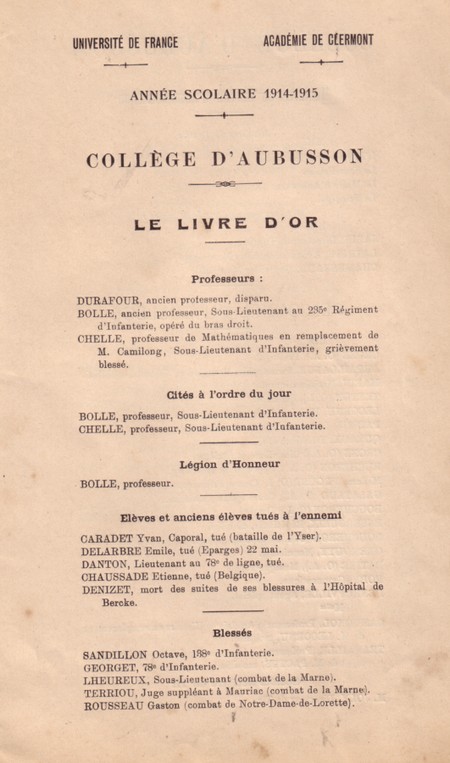 UNIVERSITÉ DE FRANCE
ACADÉMIE DE CLERMONT
ANNÉE SCOLAIRE 1914-1915
COLLÈGE D'AUBUSSON
LE LIVRE D'OR
Professeurs :
DURAFOUR, ancien professeur, disparu.
BOLLE, ancien professeur, Sous-Lieutenant au 235e Régiment
d'Infanterie, opéré du bras droit.
CHELLE, professeur de Mathématiques en remplacement de
M. Camilong, Sous-Lieutenant d'Infanterie, grièvement
blessé.
Cités à l'ordre du jour
BOLLE, professeur, Sous-Lieutenant d'Infanterie.
CHELLE, professeur, Sous-Lieutenant d'Infanterie.
Légion d'Honneur
BOLLE, professeur.
Elèves et anciens élèves tués à l'ennemi
CARADET Yvan, Caporal, tué (bataille de l'Yser).
DELARBRE Emile, tué (Eparges) 22 mai.
DANTON, Lieutenant au 78e de ligne, tué.
CHAUSSADE Etienne, tué (Belgique).
DENIZET, mort des suites de ses blessures à l'Hôpital de
Bercke.
Blessés
SANDILLON Octave, 138e d'Infanterie.
GEORGET, 78e d'Infanterie.
LHEUREUX, Sous-Lieutenant (combat de la Marne).
TERRIOU, Juge suppléant à Mauriac (combat de la Marne).
ROUSSEAU Gaston (combat de Notre-Dame-de-Lorette).